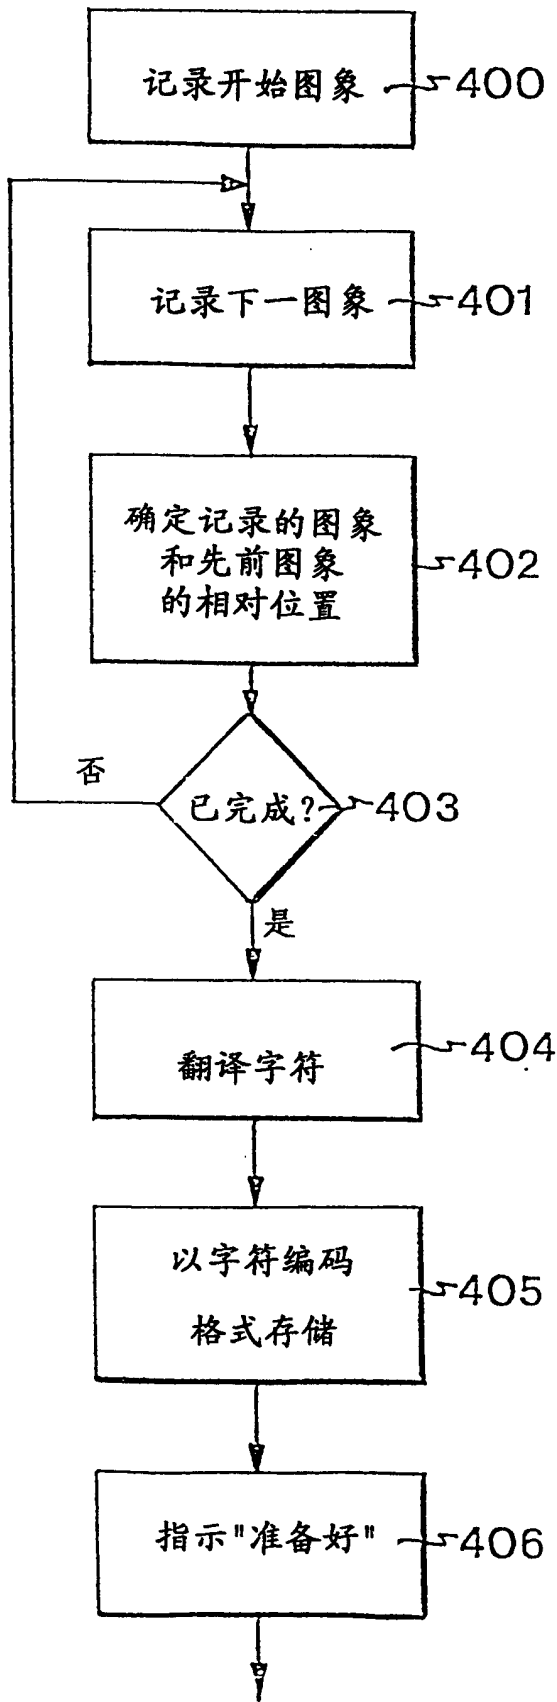 记录开始图象
400
记录下一图象
401
确定记录的图象
和先前图象
的相对位置
402
否
已完成?
403
是
翻译字符
404
以字符编码
格式存储
405
指示"准备好"
406